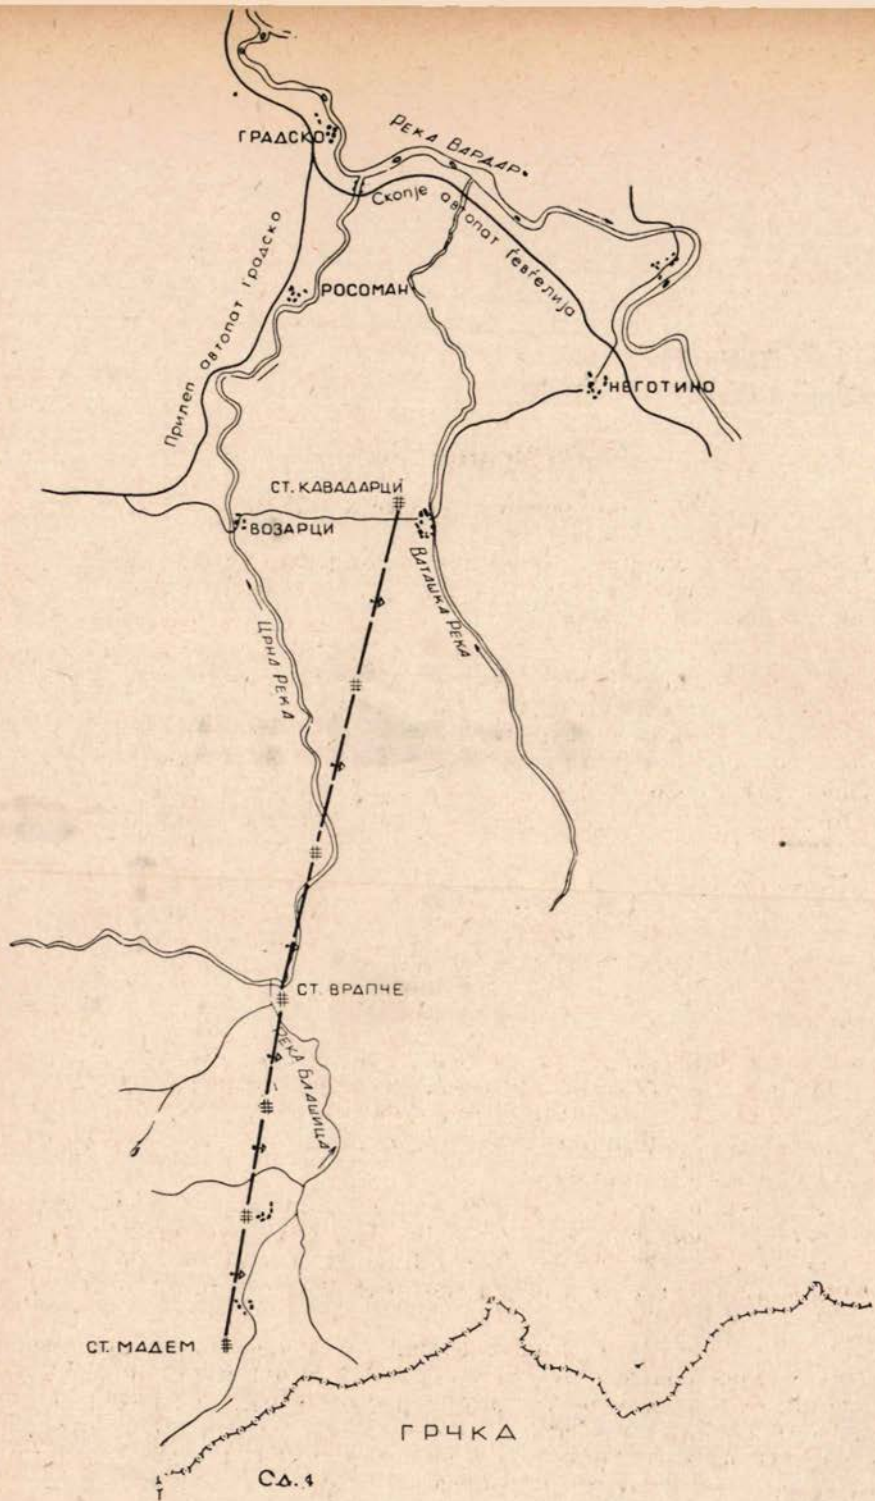 ГРАДСКО
РЕКА ВАРДАР
Скопје автопат Ѓевѓелија
Прилеп автопат Градско
РОСОМАН
НЕГОТИНО
СТ. КАВАДАРЦИ
ВОЗАРЦИ
ВАТАШКА РЕКА
ЦРНА РЕКА
СТ. ВРАПЧЕ
РЕКА БЛАШИЦА
СТ. МАДЕМ
ГРЧКА
Сл. 1